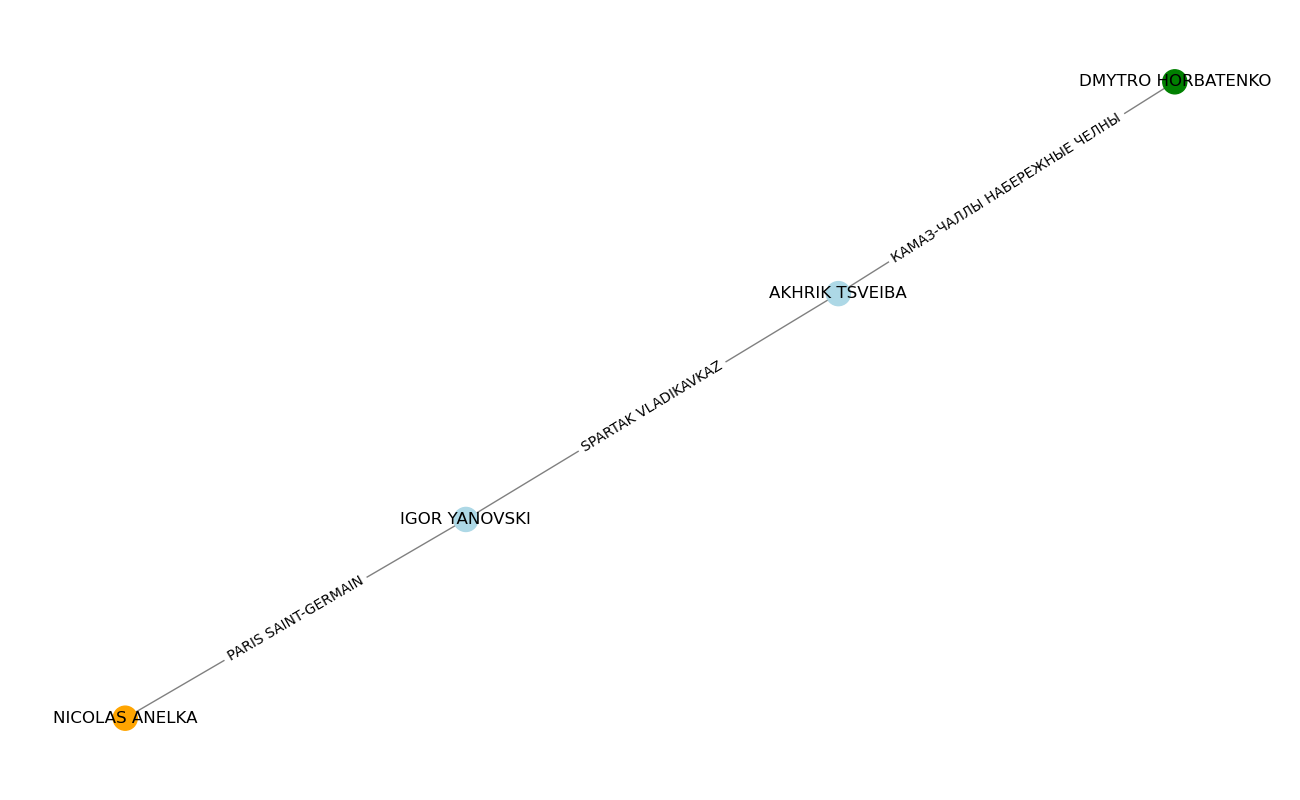 DMYTRO HORBATENKO
КАМАЗ-ЧАЛЛЫ НАБЕРЕЖНЫЕ ЧЕЛНЫ
AKHRIK TSVEIBA
SPARTAK VLADIKAVKAZ
IGOR YANOVSKI
PARIS SAINT-GERMAIN
NICOLAS ANELKA